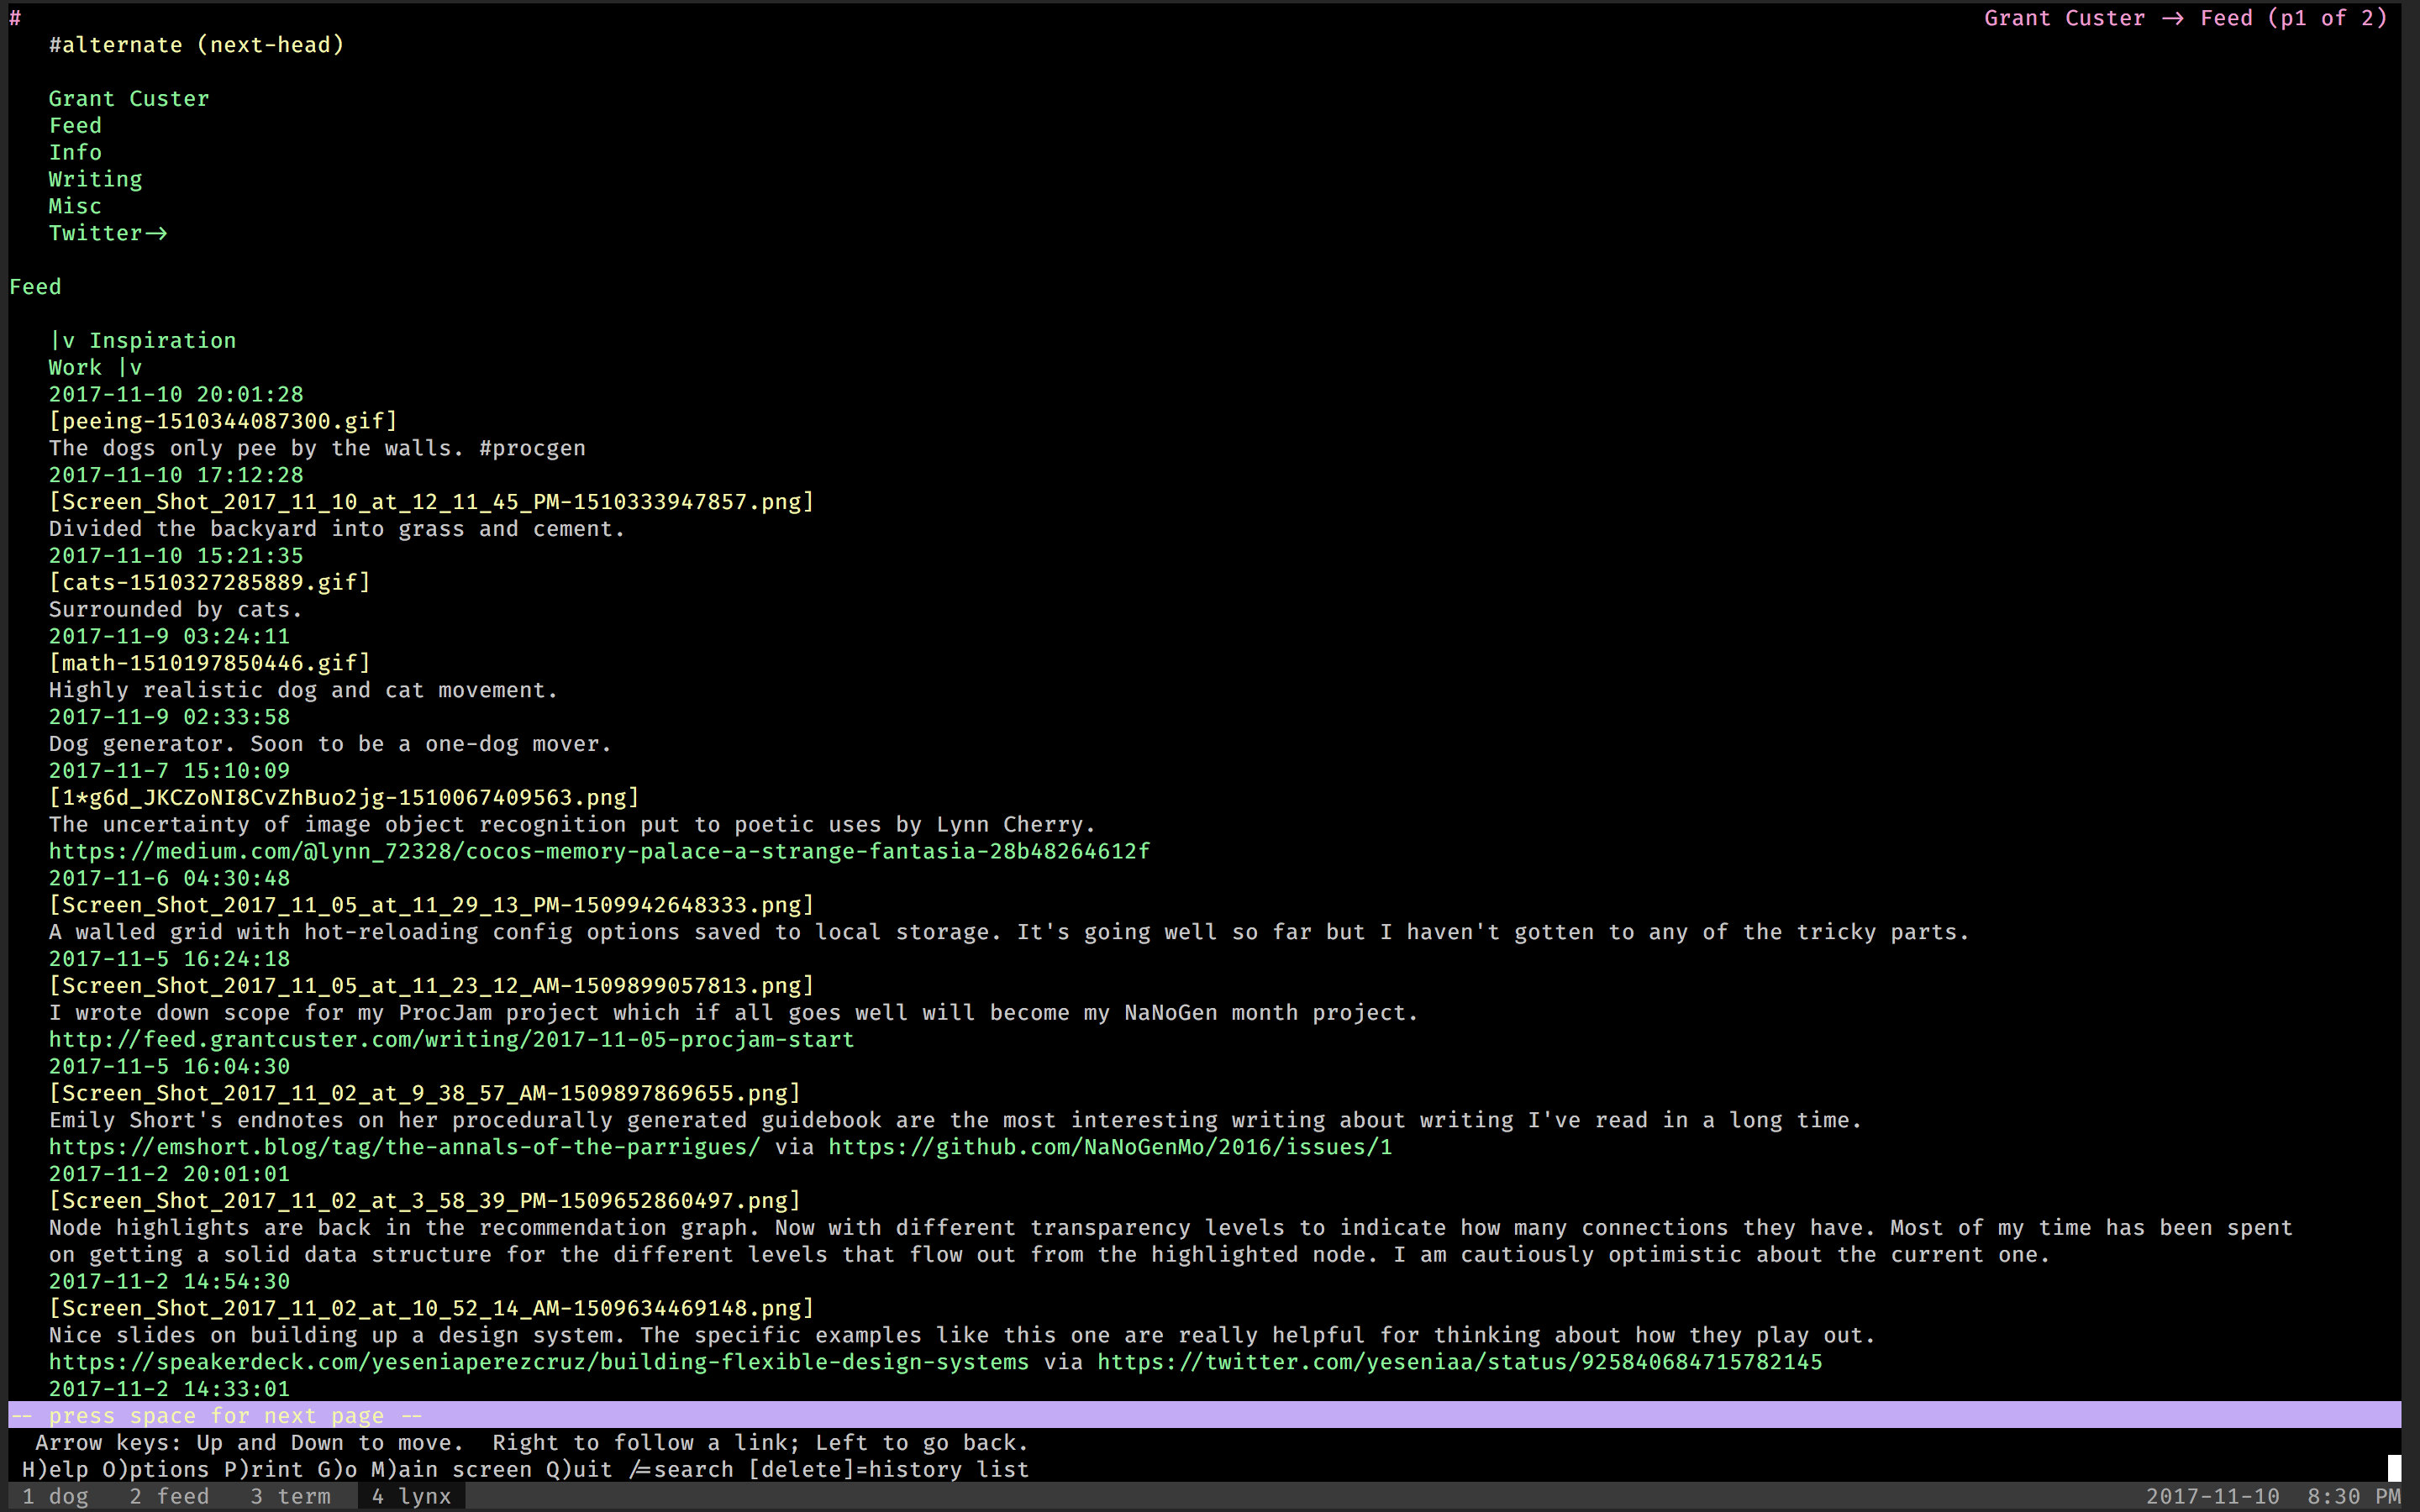 #
Grant Custer → Feed (p1 of 2)
#alternate (next-head)
Grant Custer
Feed
Info
Writing
Misc
Twitter→
Feed
|v Inspiration
Work |v
2017-11-10 20:01:28
[peeing-1510344087300.gif]
The dogs only pee by the walls. #procgen
2017-11-10 17:12:28
[Screen_Shot_2017_11_10_at_12_11_45_PM-1510333947857.png]
Divided the backyard into grass and cement.
2017-11-10 15:21:35
[cats-1510327285889.gif]
Surrounded by cats.
2017-11-9 03:24:11
[math-1510197850446.gif]
Highly realistic dog and cat movement.
2017-11-9 02:33:58
Dog generator. Soon to be a one-dog mover.
2017-11-7 15:10:09
[1*g6d_JKCZoNI8CvZhBuo2jg-1510067409563.png]
The uncertainty of image object recognition put to poetic uses by Lynn Cherry.
https://medium.com/@lynn_72328/cocos-memory-palace-a-strange-fantasia-28b48264612f
2017-11-6 04:30:48
[Screen_Shot_2017_11_05_at_11_29_13_PM-1509942648333.png]
A walled grid with hot-reloading config options saved to local storage. It's going well so far but I haven't gotten to any of the tricky parts.
2017-11-5 16:24:18
[Screen_Shot_2017_11_05_at_11_23_12_AM-1509899057813.png]
I wrote down scope for my ProcJam project which if all goes well will become my NaNoGen month project.
http://feed.grantcuster.com/writing/2017-11-05-procjam-start
2017-11-5 16:04:30
[Screen_Shot_2017_11_02_at_9_38_57_AM-1509897869655.png]
Emily Short's endnotes on her procedurally generated guidebook are the most interesting writing about writing I've read in a long time.
https://emshort.blog/tag/the-annals-of-the-parrigues/ via https://github.com/NaNoGenMo/2016/issues/1
2017-11-2 20:01:01
[Screen_Shot_2017_11_02_at_3_58_39_PM-1509652860497.png]
Node highlights are back in the recommendation graph. Now with different transparency levels to indicate how many connections they have. Most of my time has been spent
on getting a solid data structure for the different levels that flow out from the highlighted node. I am cautiously optimistic about the current one.
2017-11-2 14:54:30
[Screen_Shot_2017_11_02_at_10_52_14_AM-1509634469148.png]
Nice slides on building up a design system. The specific examples like this one are really helpful for thinking about how they play out.
https://speakerdeck.com/yeseniaperezcruz/building-flexible-design-systems via https://twitter.com/yeseniaa/status/925840684715782145
2017-11-2 14:33:01
-- press space for next page --
Arrow keys: Up and Down to move.  Right to follow a link; Left to go back.
H)elp O)ptions P)rint G)o M)ain screen Q)uit /=search [delete]=history list
1 dog  2 feed  3 term  4 lynx
2017-11-10  8:30 PM